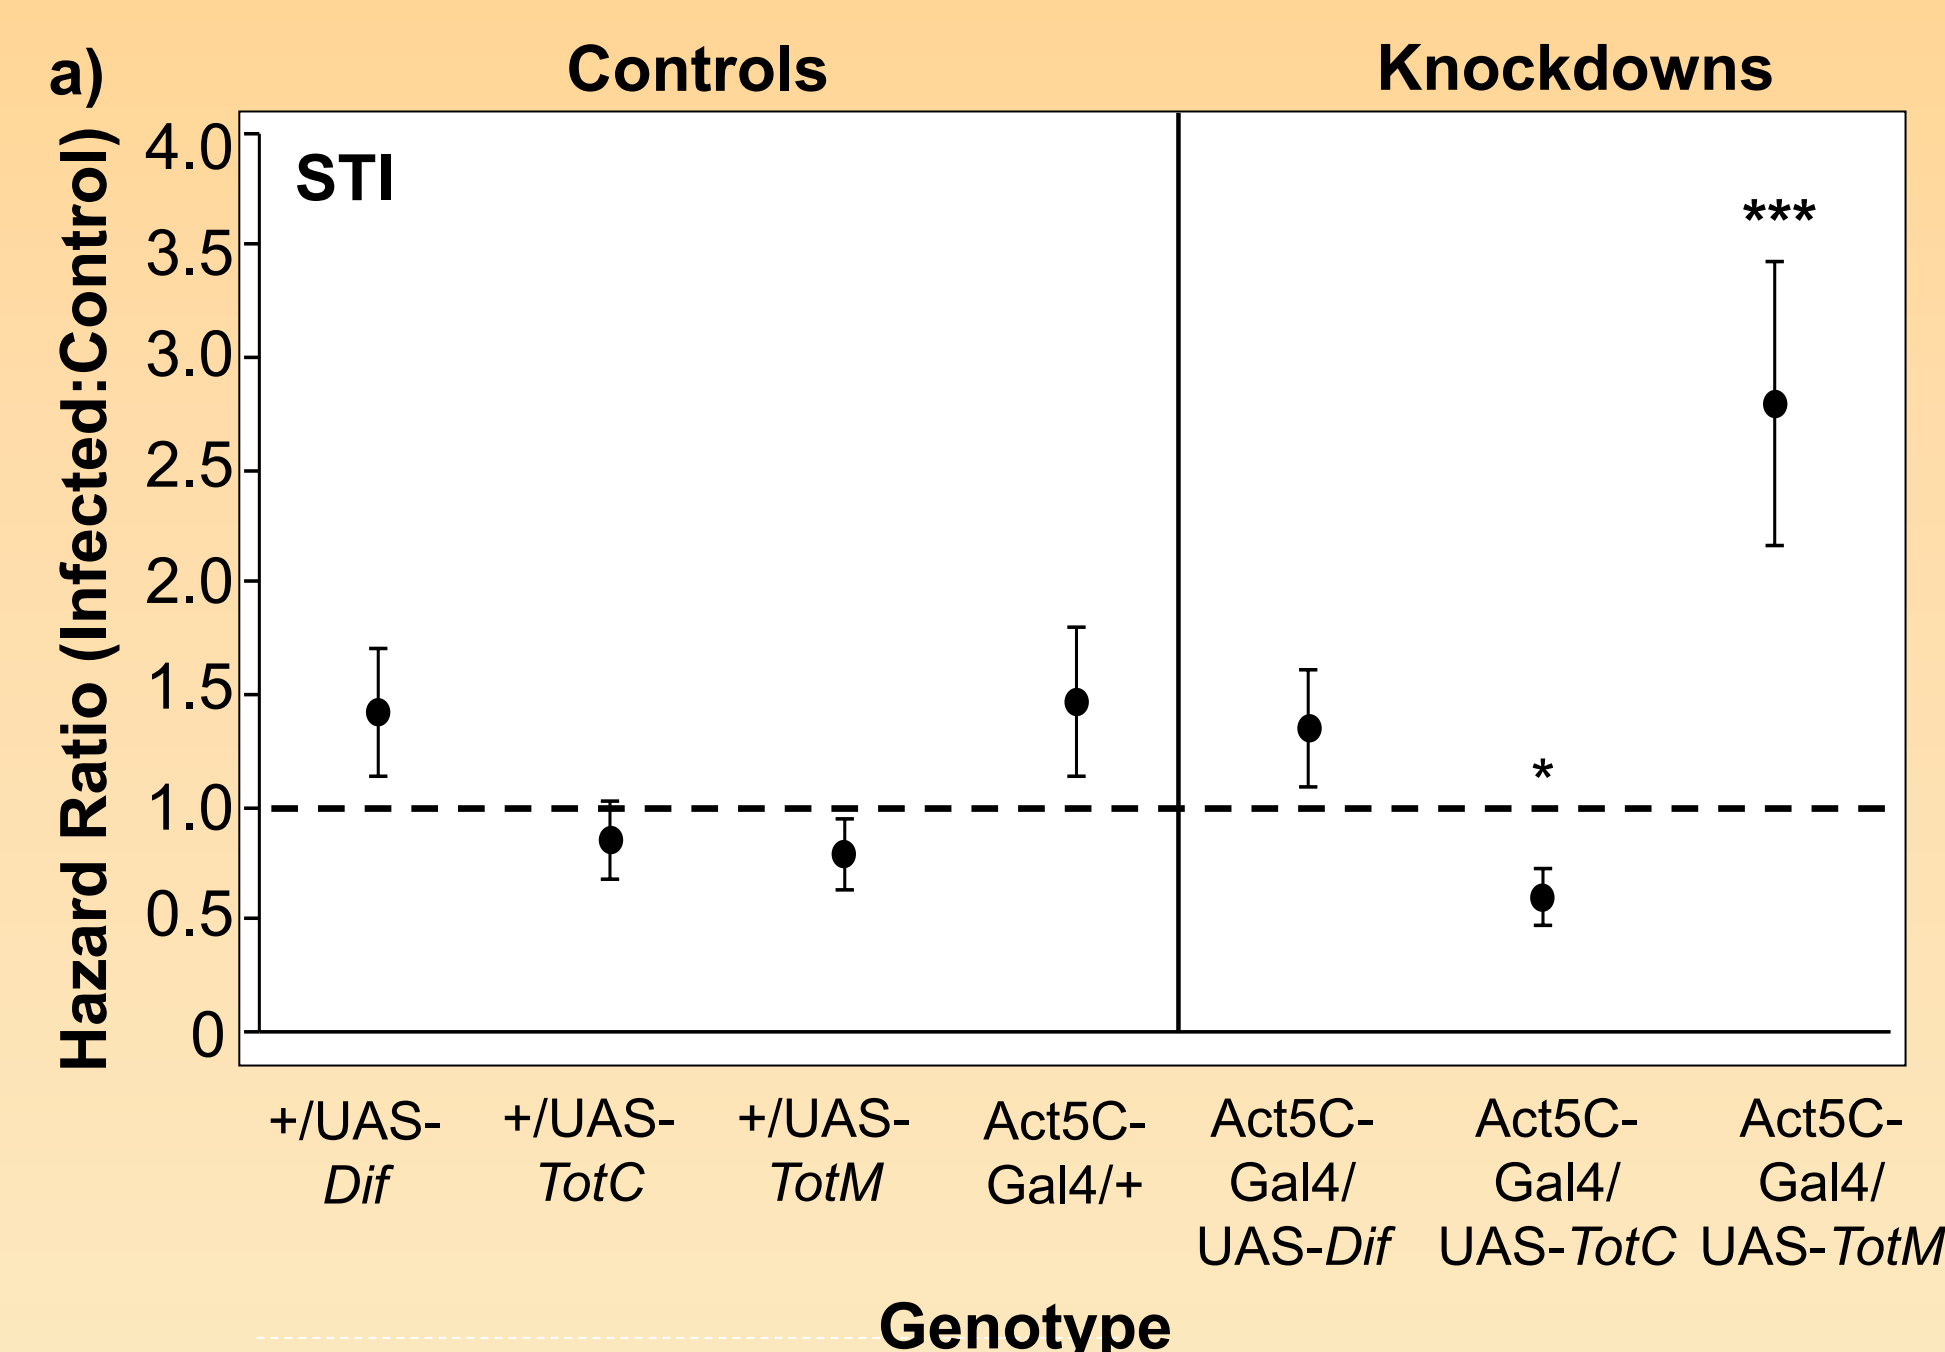 a)
Controls
Knockdowns
Hazard Ratio (Infected:Control)
4.0
3.5
3.0
2.5
2.0
1.5
1.0
0.5
0
STI
***
*
+/UAS-
Dif
+/UAS-
TotC
+/UAS-
TotM
Act5C-
Gal4/+
Act5C-
Gal4/
UAS-Dif
Act5C-
Gal4/
UAS-TotC
Act5C-
Gal4/
UAS-TotM
Genotype